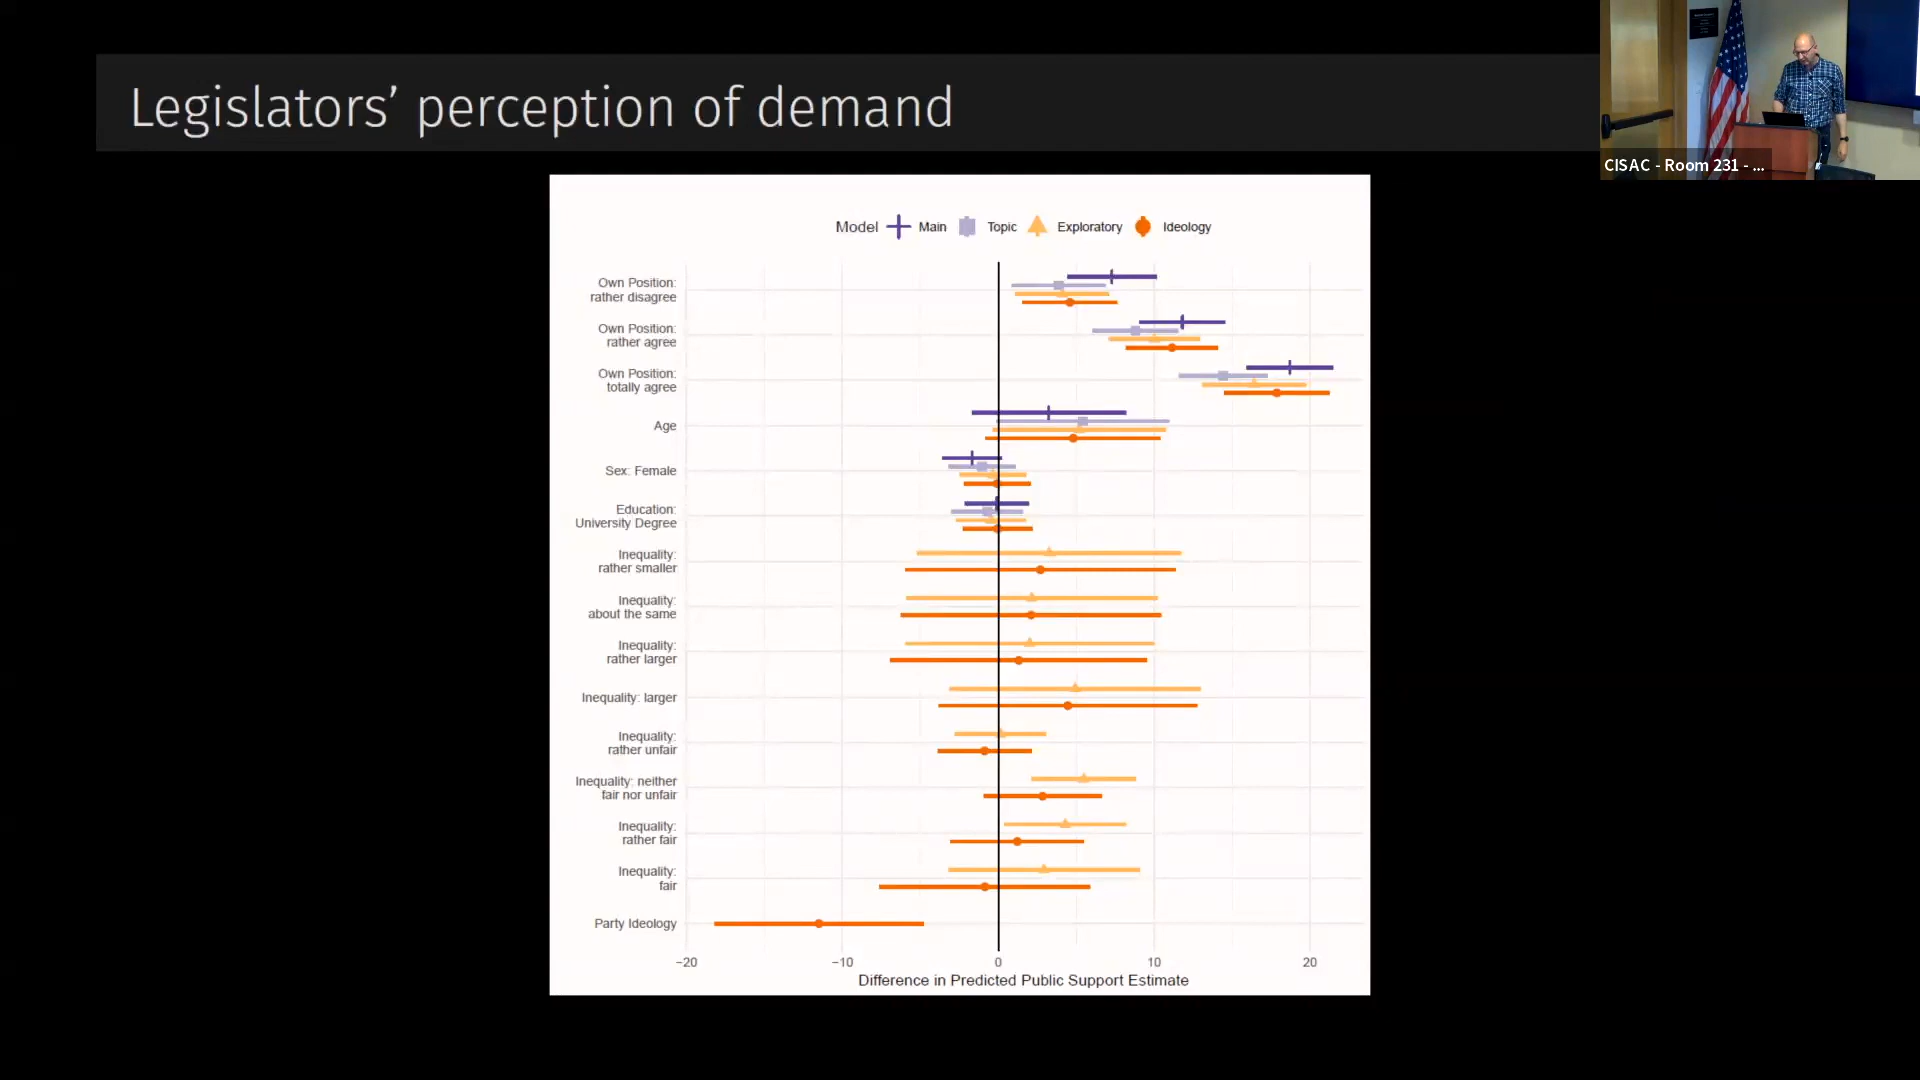 Legislators’ perception of demand
CISAC - Room 231 - ...
Model Main Topic Exploratory Ideology
Own Position:
rather disagree
Own Position:
rather agree
Own Position:
totally agree
Age
Sex: Female
Education:
University Degree
Inequality:
rather smaller
Inequality:
about the same
Inequality:
rather larger
Inequality: larger
Inequality:
rather unfair
Inequality: neither
fair nor unfair
Inequality:
rather fair
Inequality:
fair
Party Ideology
−20 −10 0 10 20
Difference in Predicted Public Support Estimate